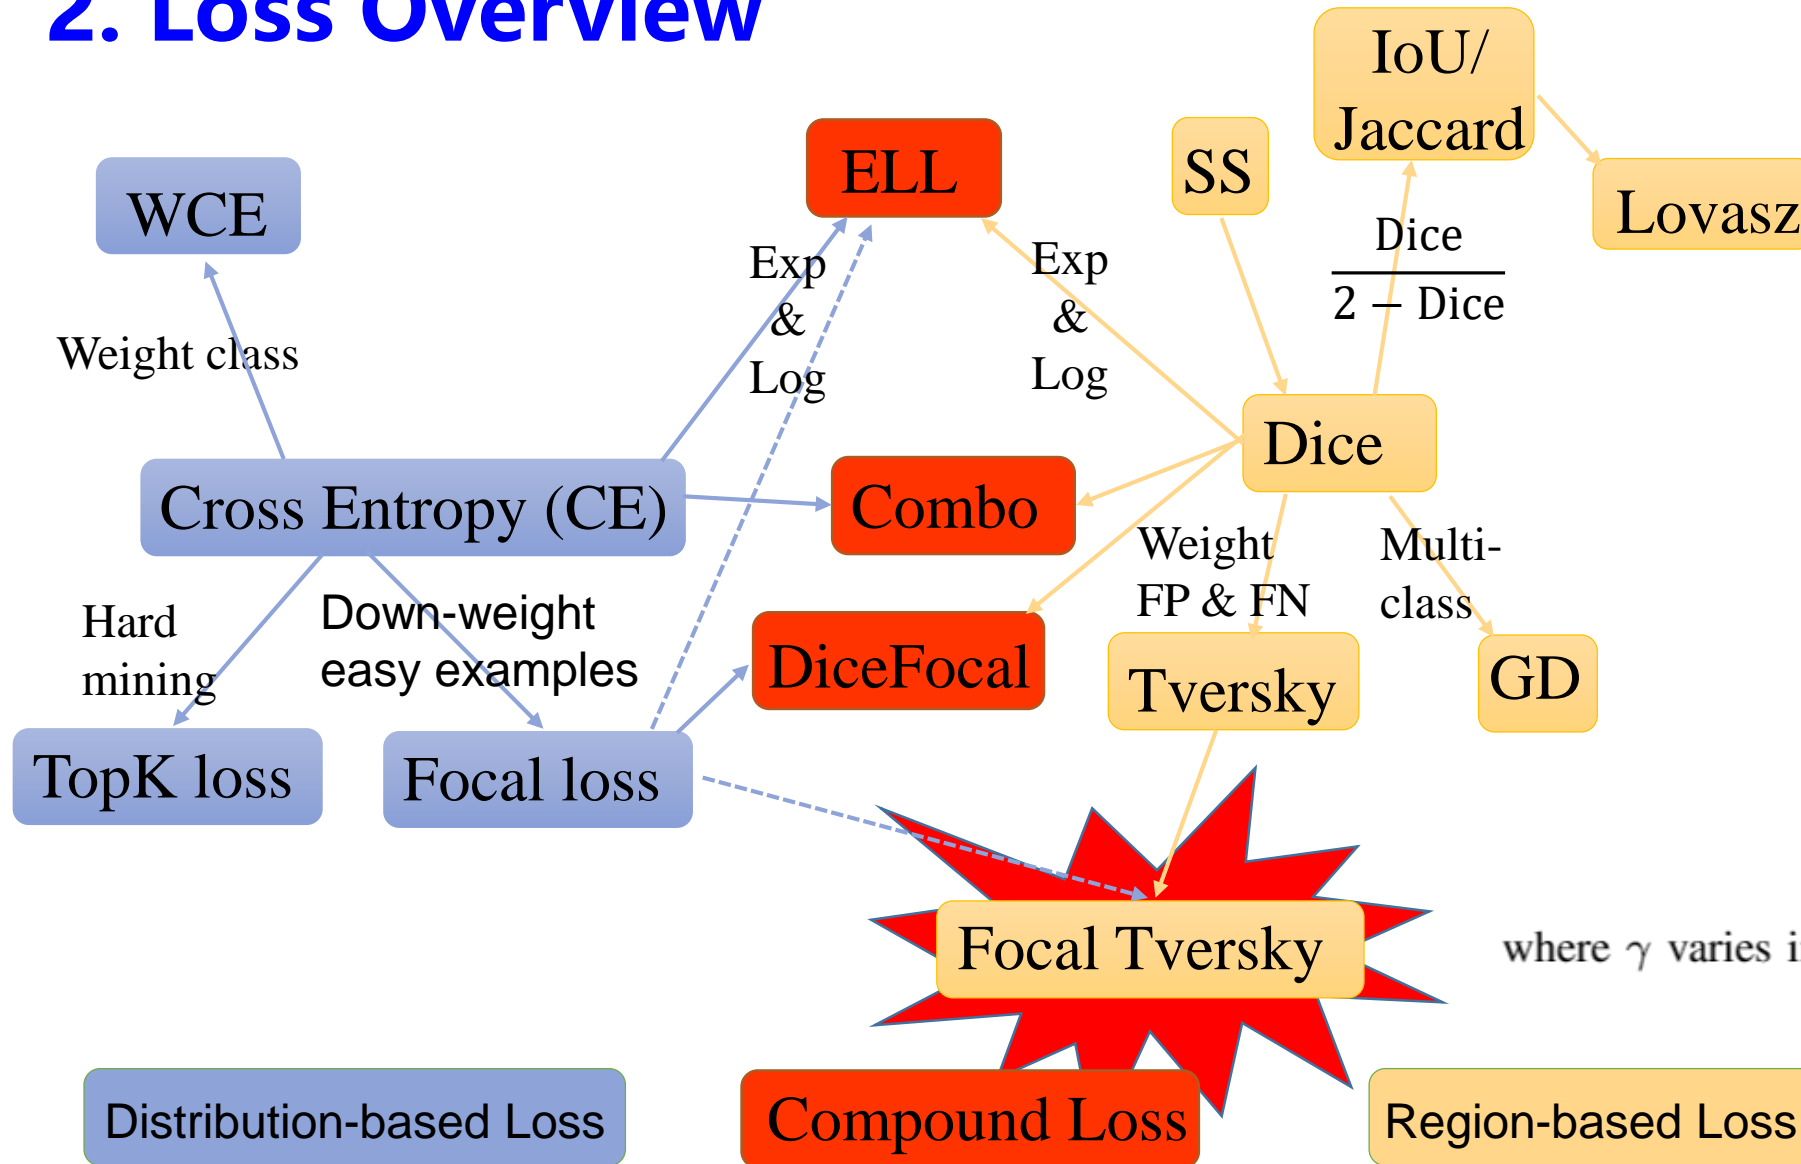 2. Loss Overview
IoU/
Jaccard
ELL
SS
WCE
Lovasz
Exp
&
Log
Exp
&
Log
Dice
2 − Dice
Weight class
Dice
Cross Entropy (CE)
Combo
Weight
FP & FN
Multi-
class
Hard
mining
Down-weight
easy examples
DiceFocal
Tversky
GD
TopK loss
Focal loss
Focal Tversky
where γ varies
Distribution-based Loss
Compound Loss
Region-based Loss